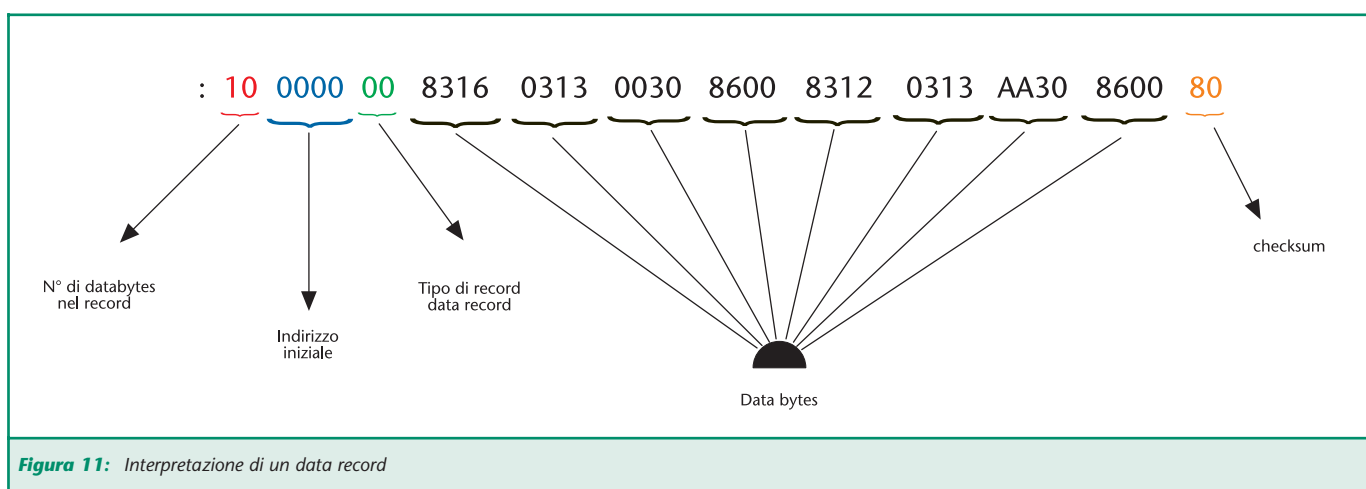 : 10 0000 00 8316 0313 0030 8600 8312 0313 AA30 8600 80
N° di databytes
nel record
Indirizzo
iniziale
Tipo di record
data record
Data bytes
checksum
Figura 11: Interpretazione di un data record